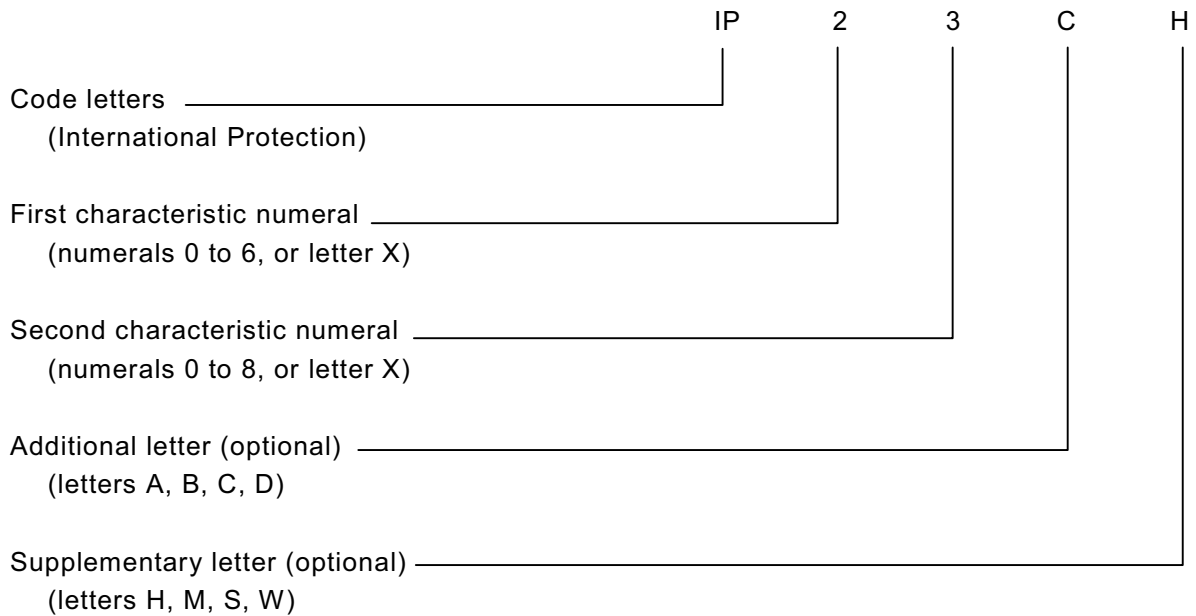 IP 2 3 C H
Code letters
(International Protection)
First characteristic numeral
(numerals 0 to 6, or letter X)
Second characteristic numeral
(numerals 0 to 8, or letter X)
Additional letter (optional)
(letters A, B, C, D)
Supplementary letter (optional)
(letters H, M, S, W)